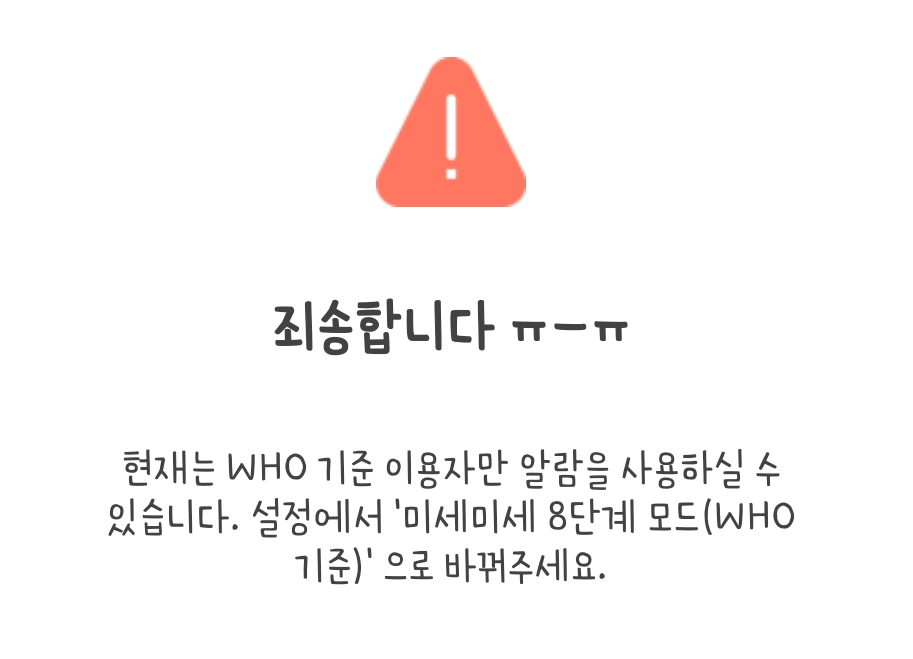 죄송합니다 ㅠㅡㅠ
현재는 WHO 기준 이용자만 알람을 사용하실 수
있습니다. 설정에서 '미세미세 8단계 모드(WHO
기준)' 으로 바꿔주세요.